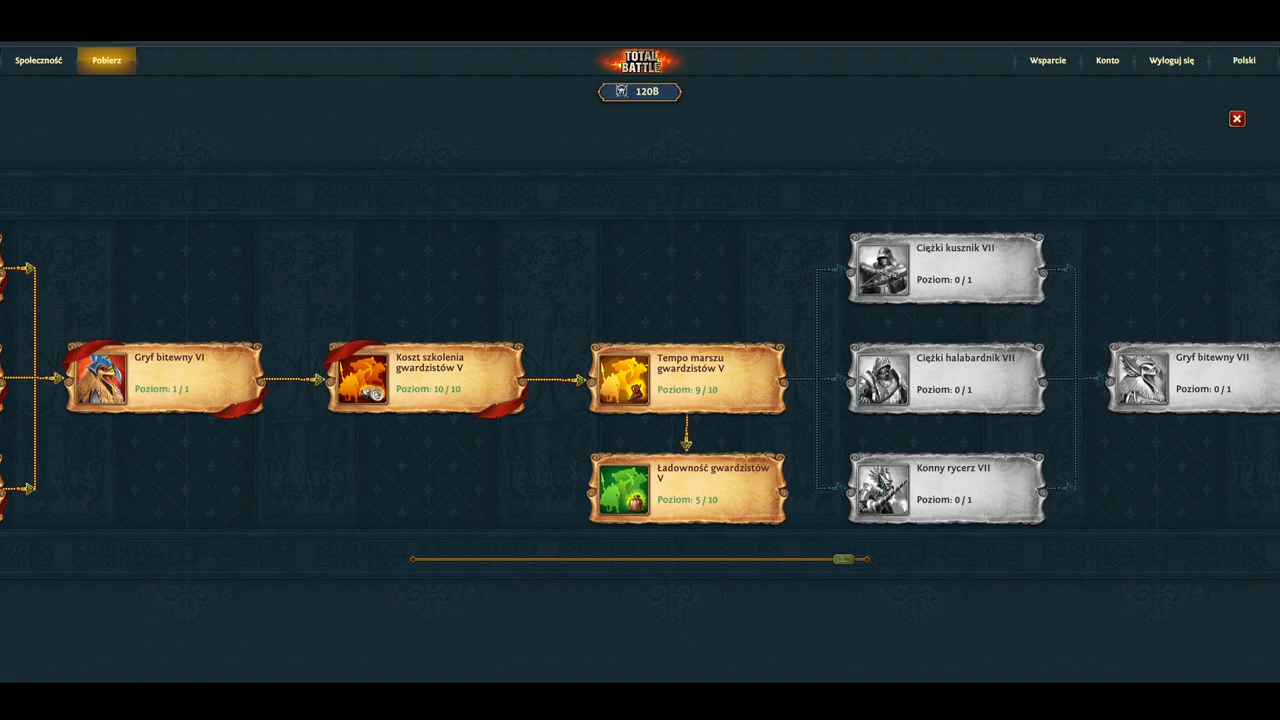 Społeczność
Pobierz
TOTAL
BATTLE
Wsparcie
Konto
Wyloguj się
Polski
120B
Ciężki kusznik VII
Poziom: 0 / 1
Gryf bitewny VI
Poziom: 1 / 1
Koszt szkolenia
gwardzistów V
Poziom: 10 / 10
Tempo marszu
gwardzistów V
Poziom: 9 / 10
Ciężki halabardnik VII
Poziom: 0 / 1
Gryf bitewny VII
Poziom: 0 / 1
Ładowność gwardzistów
V
Poziom: 5 / 10
Konny rycerz VII
Poziom: 0 / 1